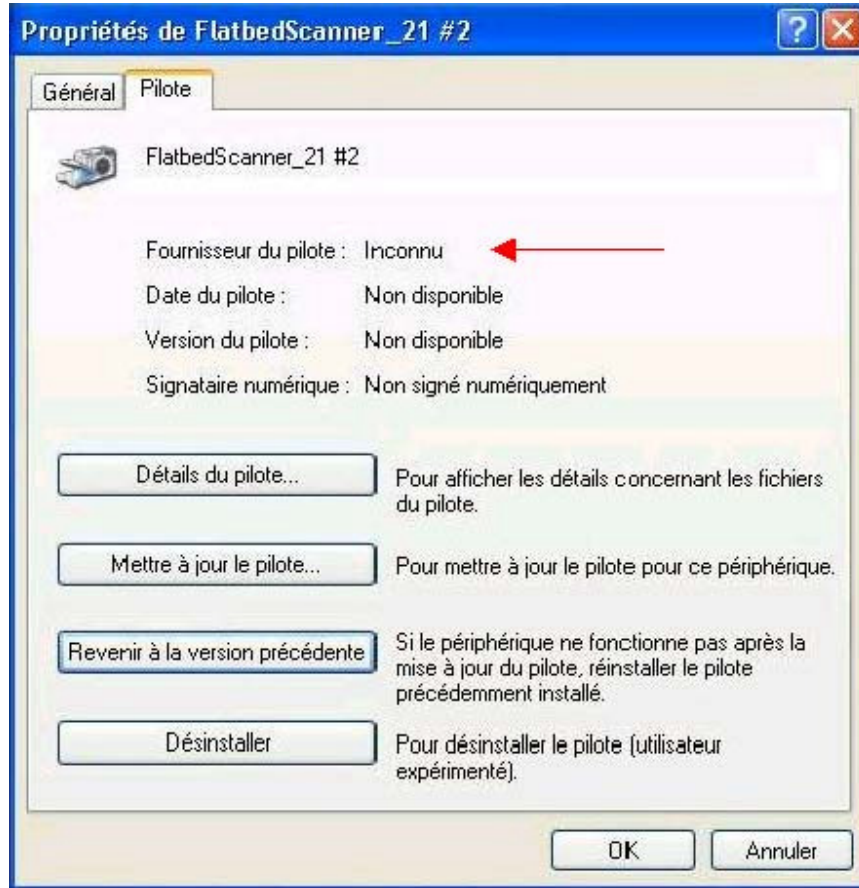 Propriétés de FlatbedScanner_21 #2
Général
Pilote
FlatbedScanner_21 #2
Fournisseur du pilote : Inconnu
Date du pilote : Non disponible
Version du pilote : Non disponible
Signataire numérique : Non signé numériquement
Détails du pilote...
Pour afficher les détails concernant les fichiers
du pilote.
Mettre à jour le pilote...
Pour mettre à jour le pilote pour ce périphérique.
Revenir à la version précédente
Si le périphérique ne fonctionne pas après la
mise à jour du pilote, réinstaller le pilote
précédemment installé.
Désinstaller
Pour désinstaller le pilote (utilisateur
expérimenté).
OK
Annuler